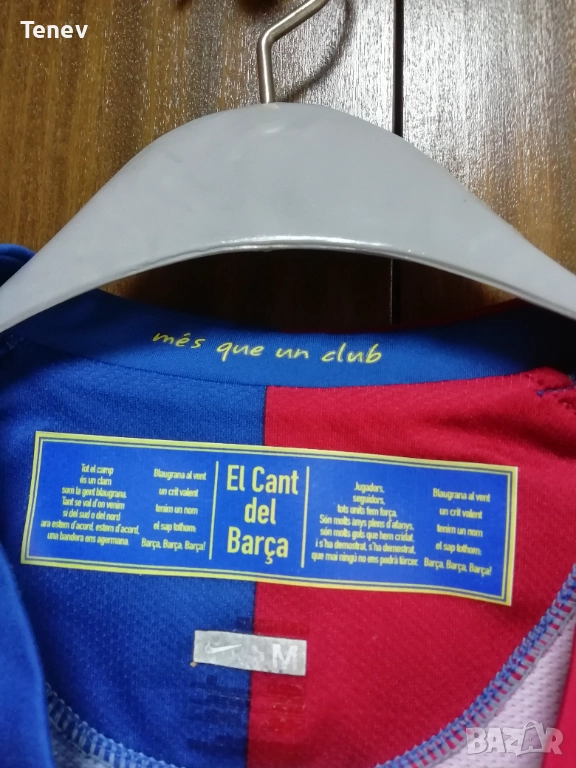 Tenev
més que un club
Tot el camp
és un clam
som la gent blaugrana.
Tant se val d'on venim
si del sud o del nord
ara estem d'acord, estem d'acord,
una bandera ens agermana.
Blaugrana al vent
un crit valent
tenim un nom
el sap tothom:
Barça, Barça, Barça!
El Cant
del
Barça
Jugadors,
seguidors,
tots units fem força.
Són molts anys plens d'afanys,
són molts gols que hem cridat
i s'ha demostrat, s'ha demostrat,
que mai ningú no ens podrà tòrcer.
Blaugrana al vent
un crit valent
tenim un nom
el sap tothom:
Barça, Barça, Barça!
M
BAZAR